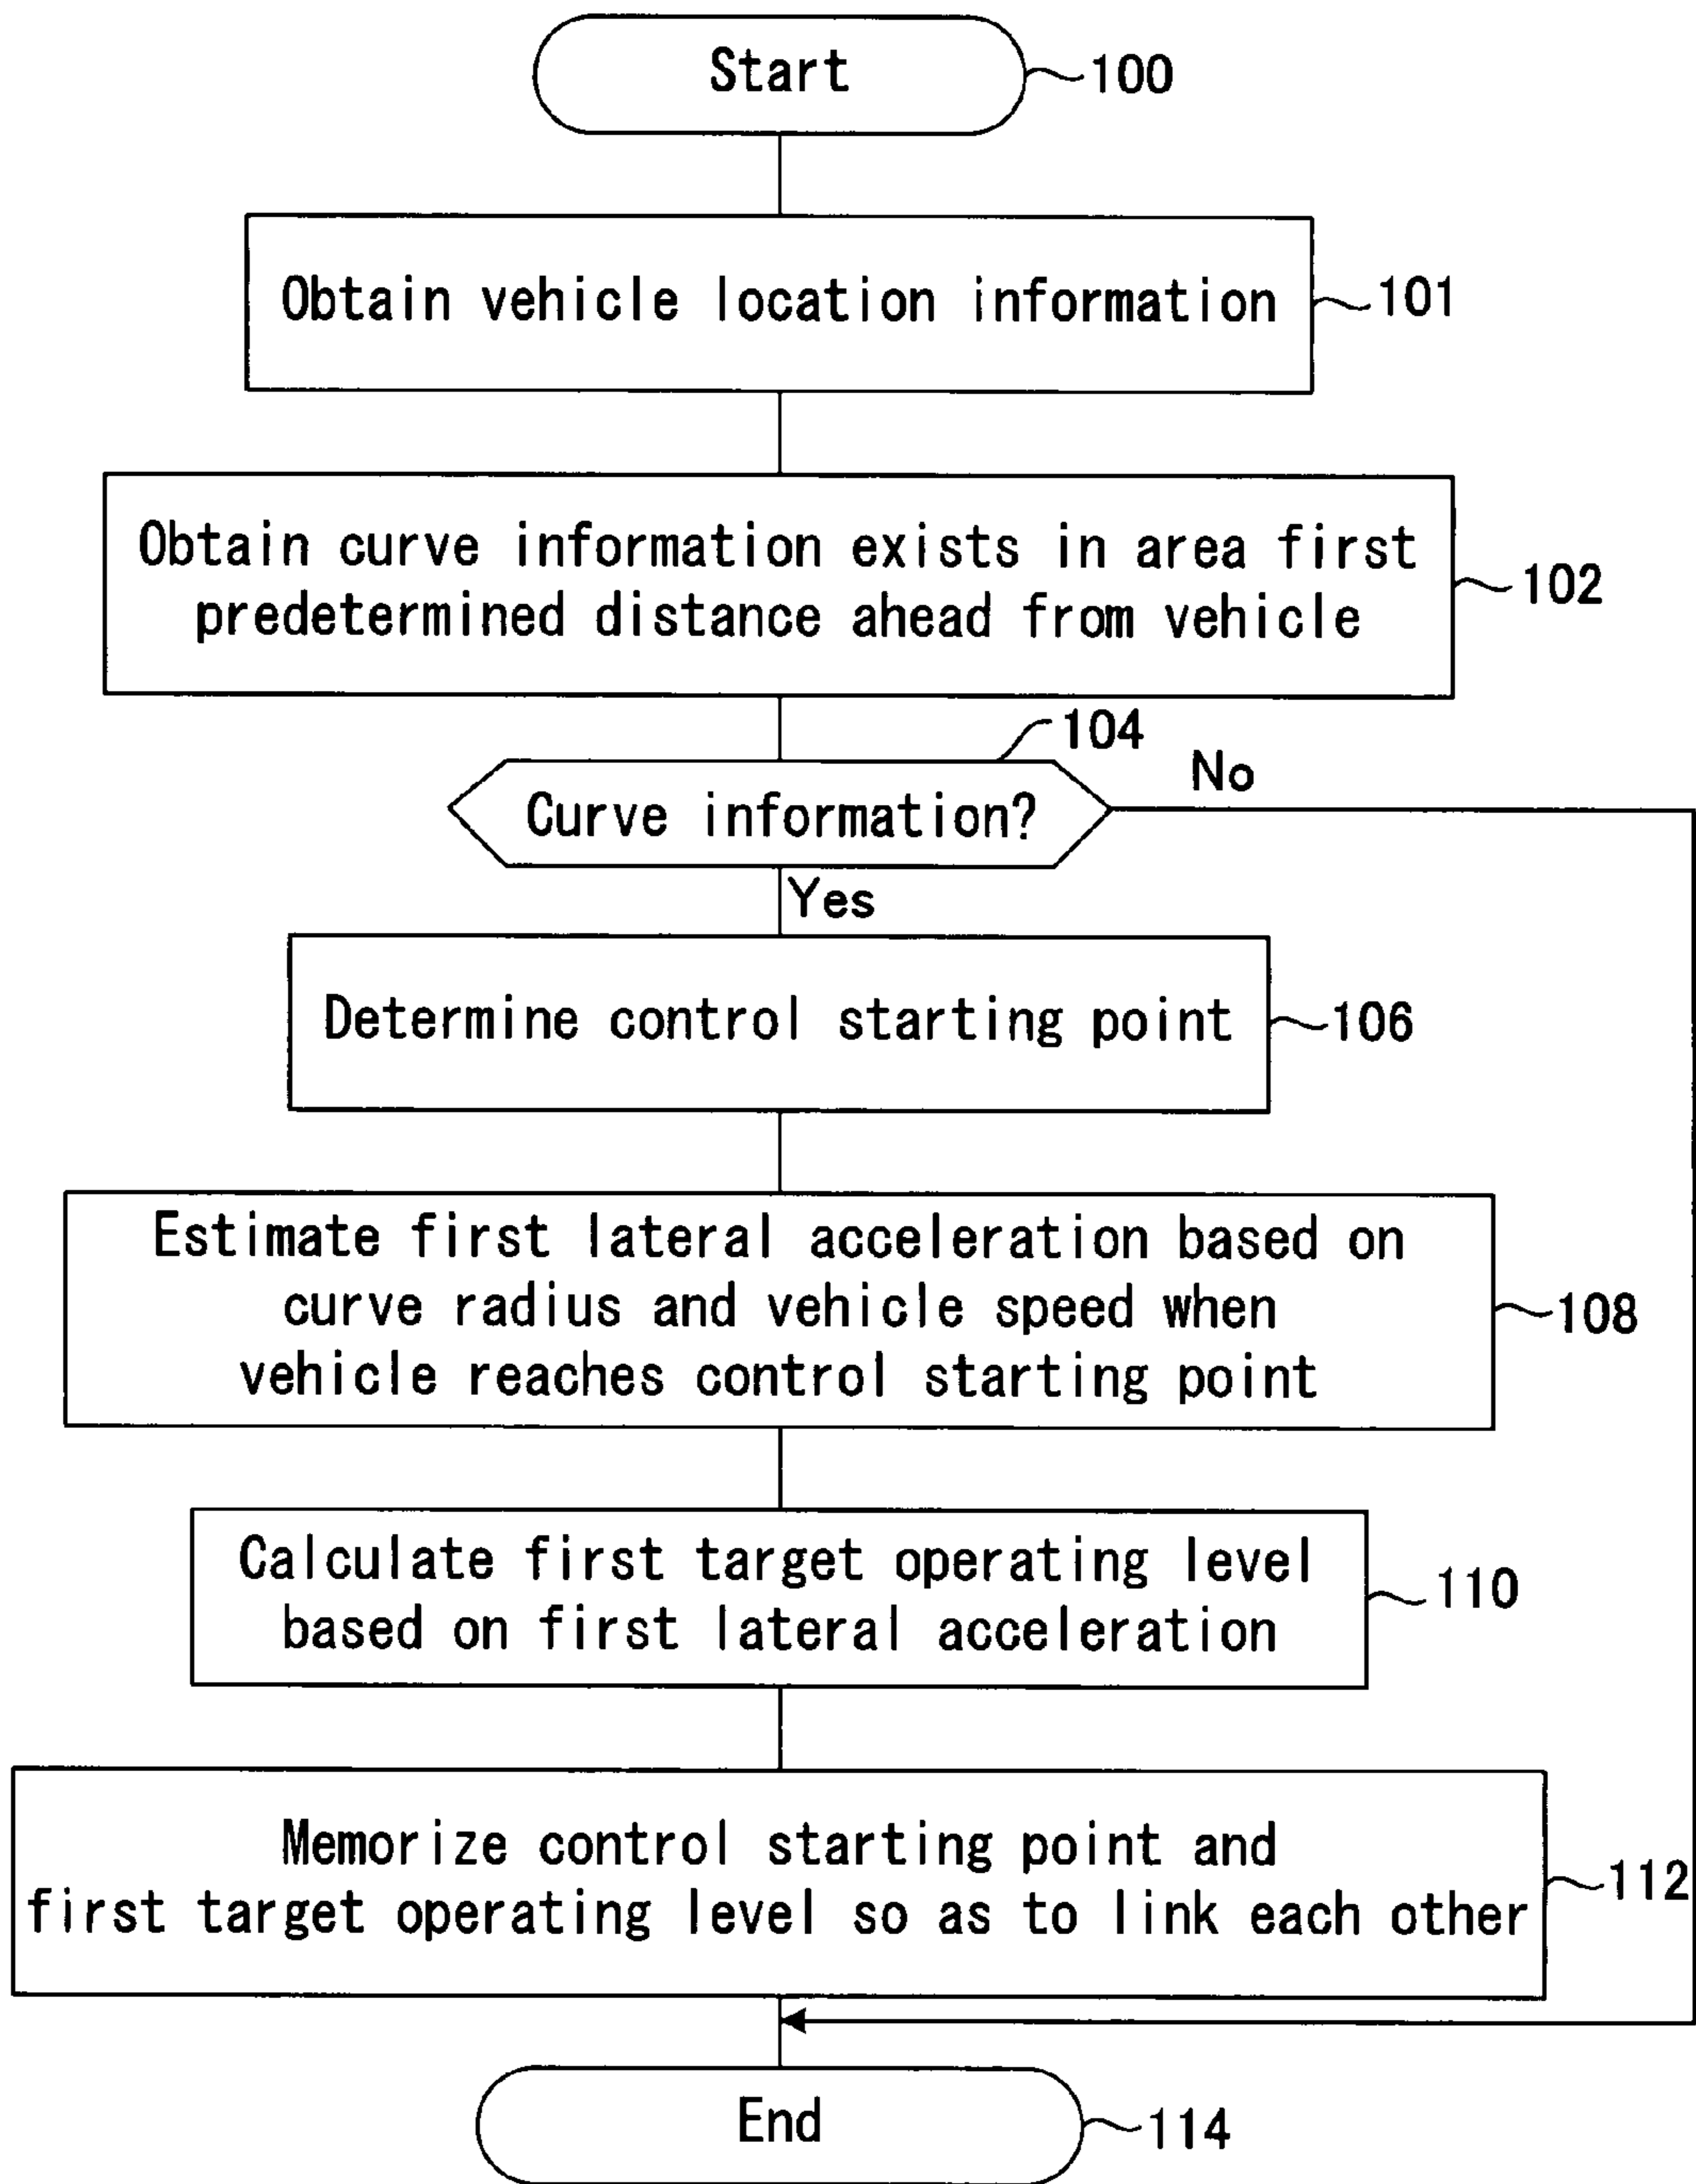 Start
100
Obtain vehicle location information
101
Obtain curve information exists in area first
predetermined distance ahead from vehicle
102
104
Curve information?
No
Yes
Determine control starting point
106
Estimate first lateral acceleration based on
curve radius and vehicle speed when
vehicle reaches control starting point
108
Calculate first target operating level
based on first lateral acceleration
110
Memorize control starting point and
first target operating level so as to link each other
112
End
114